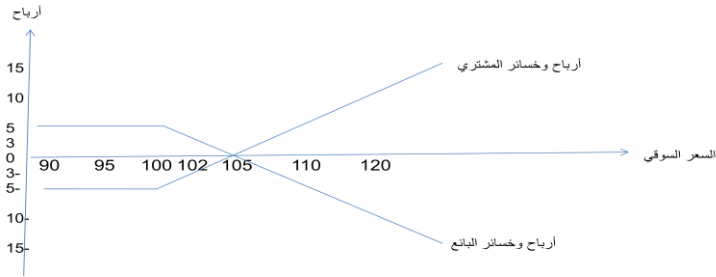 أرباح
15
10
5
3
0
3-
5-
10-
15-
90 95 100 102 105 110 120
أرباح وخسائر المشتري
السعر السوقي
أرباح وخسائر البائع